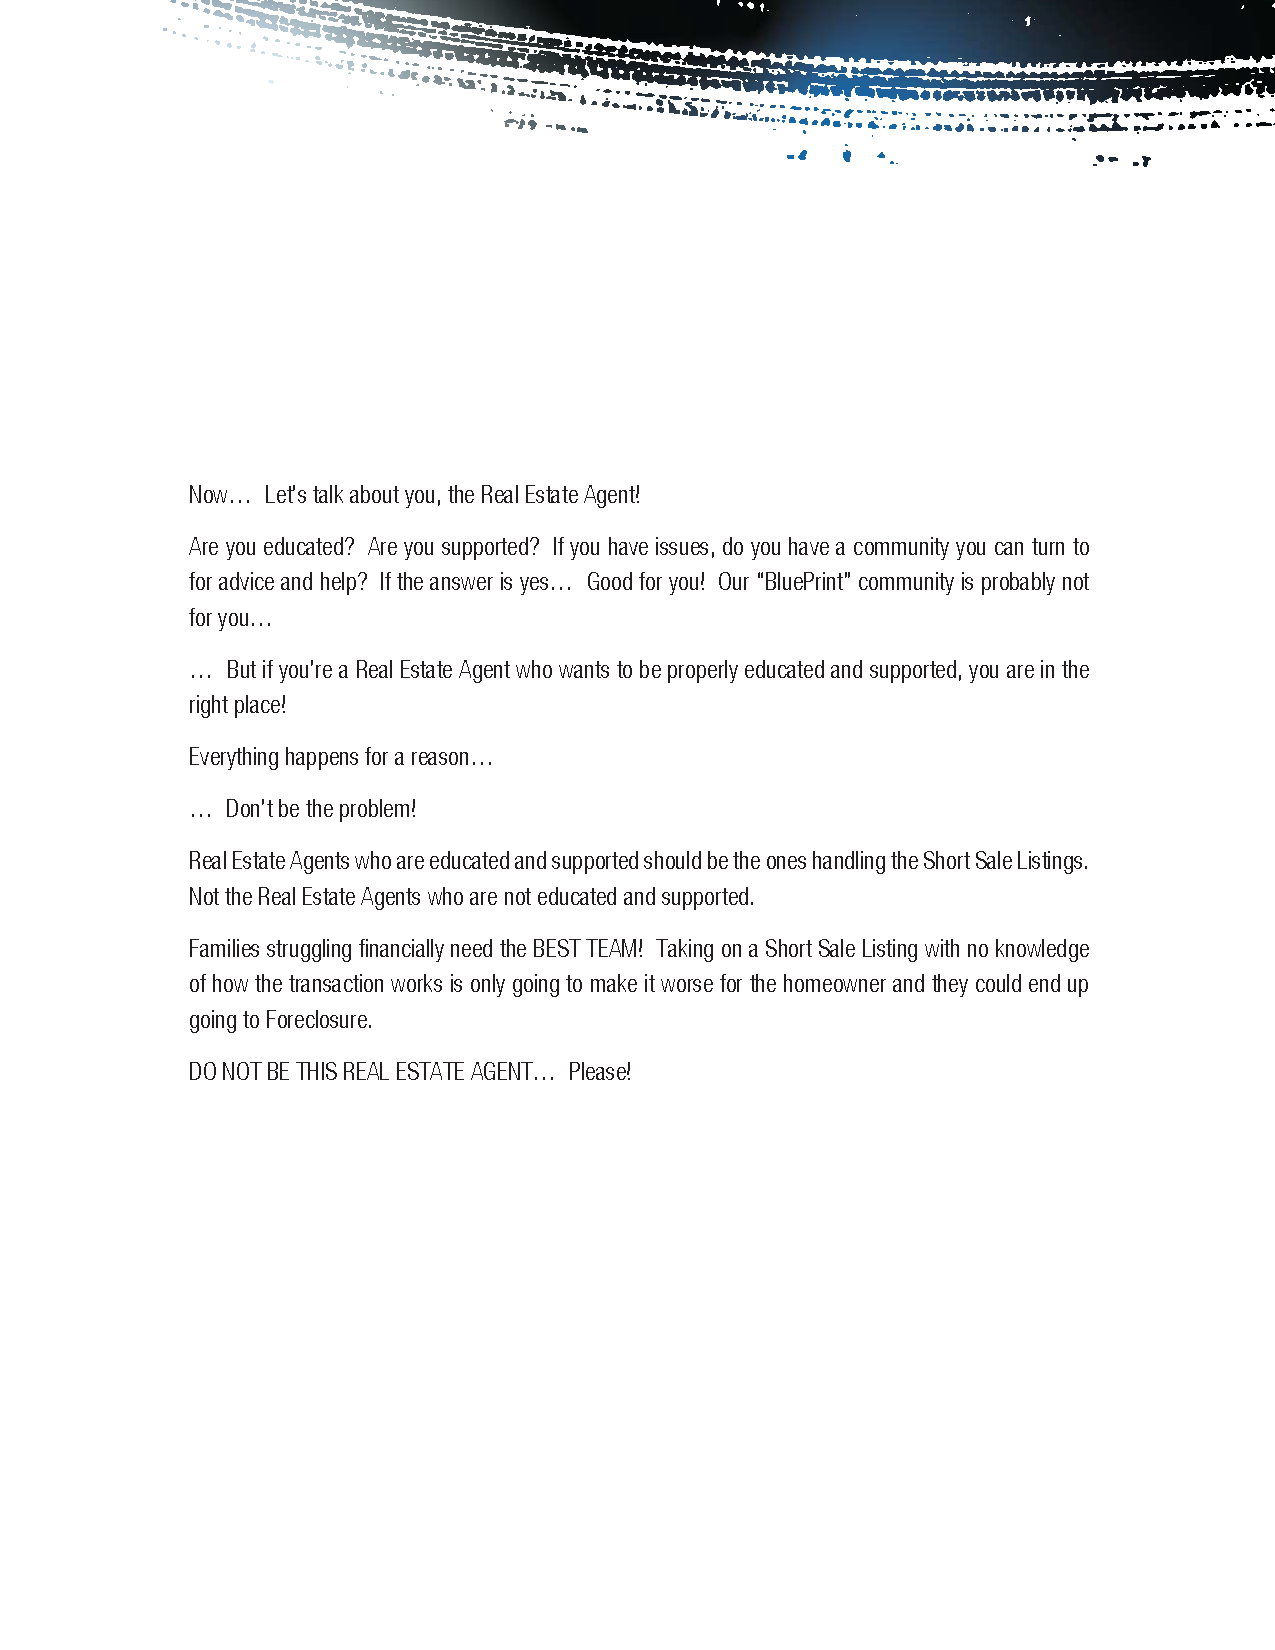 Now…  Let’s talk about you, the Real Estate Agent!
Are you educated?  Are you supported?  If you have issues, do you have a community you can turn to
for advice and help?  If the answer is yes…  Good for you!  Our “BluePrint” community is probably not
for you…
…  But if you’re a Real Estate Agent who wants to be properly educated and supported, you are in the
right place!
Everything happens for a reason…
…  Don’t be the problem!
Real Estate Agents who are educated and supported should be the ones handling the Short Sale Listings.
Not the Real Estate Agents who are not educated and supported.
Families struggling financially need the BEST TEAM!  Taking on a Short Sale Listing with no knowledge
of how the transaction works is only going to make it worse for the homeowner and they could end up
going to Foreclosure.
DO NOT BE THIS REAL ESTATE AGENT…  Please!